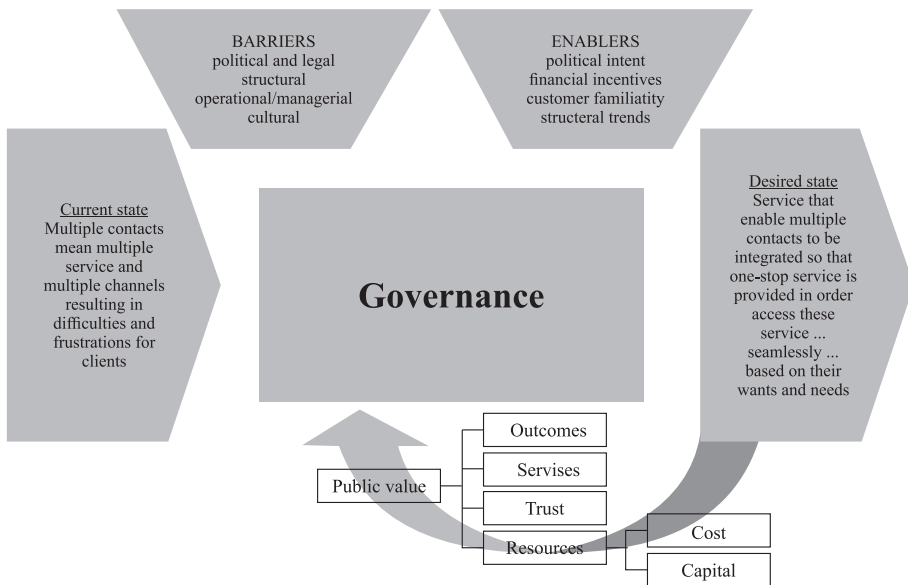 BARRIERS
political and legal
structural
operational/managerial
cultural
ENABLERS
political intent
financial incentives
customer familiatity
structeral trends
Current state
Multiple contacts
mean multiple
service and
multiple channels
resulting in
difficulties and
frustrations for
clients
Governance
Desired state
Service that
enable multiple
contacts to be
integrated so that
one-stop service is
provided in order
access these
service ...
seamlessly ...
based on their
wants and needs
Public value
Outcomes
Servises
Trust
Resources
Cost
Capital